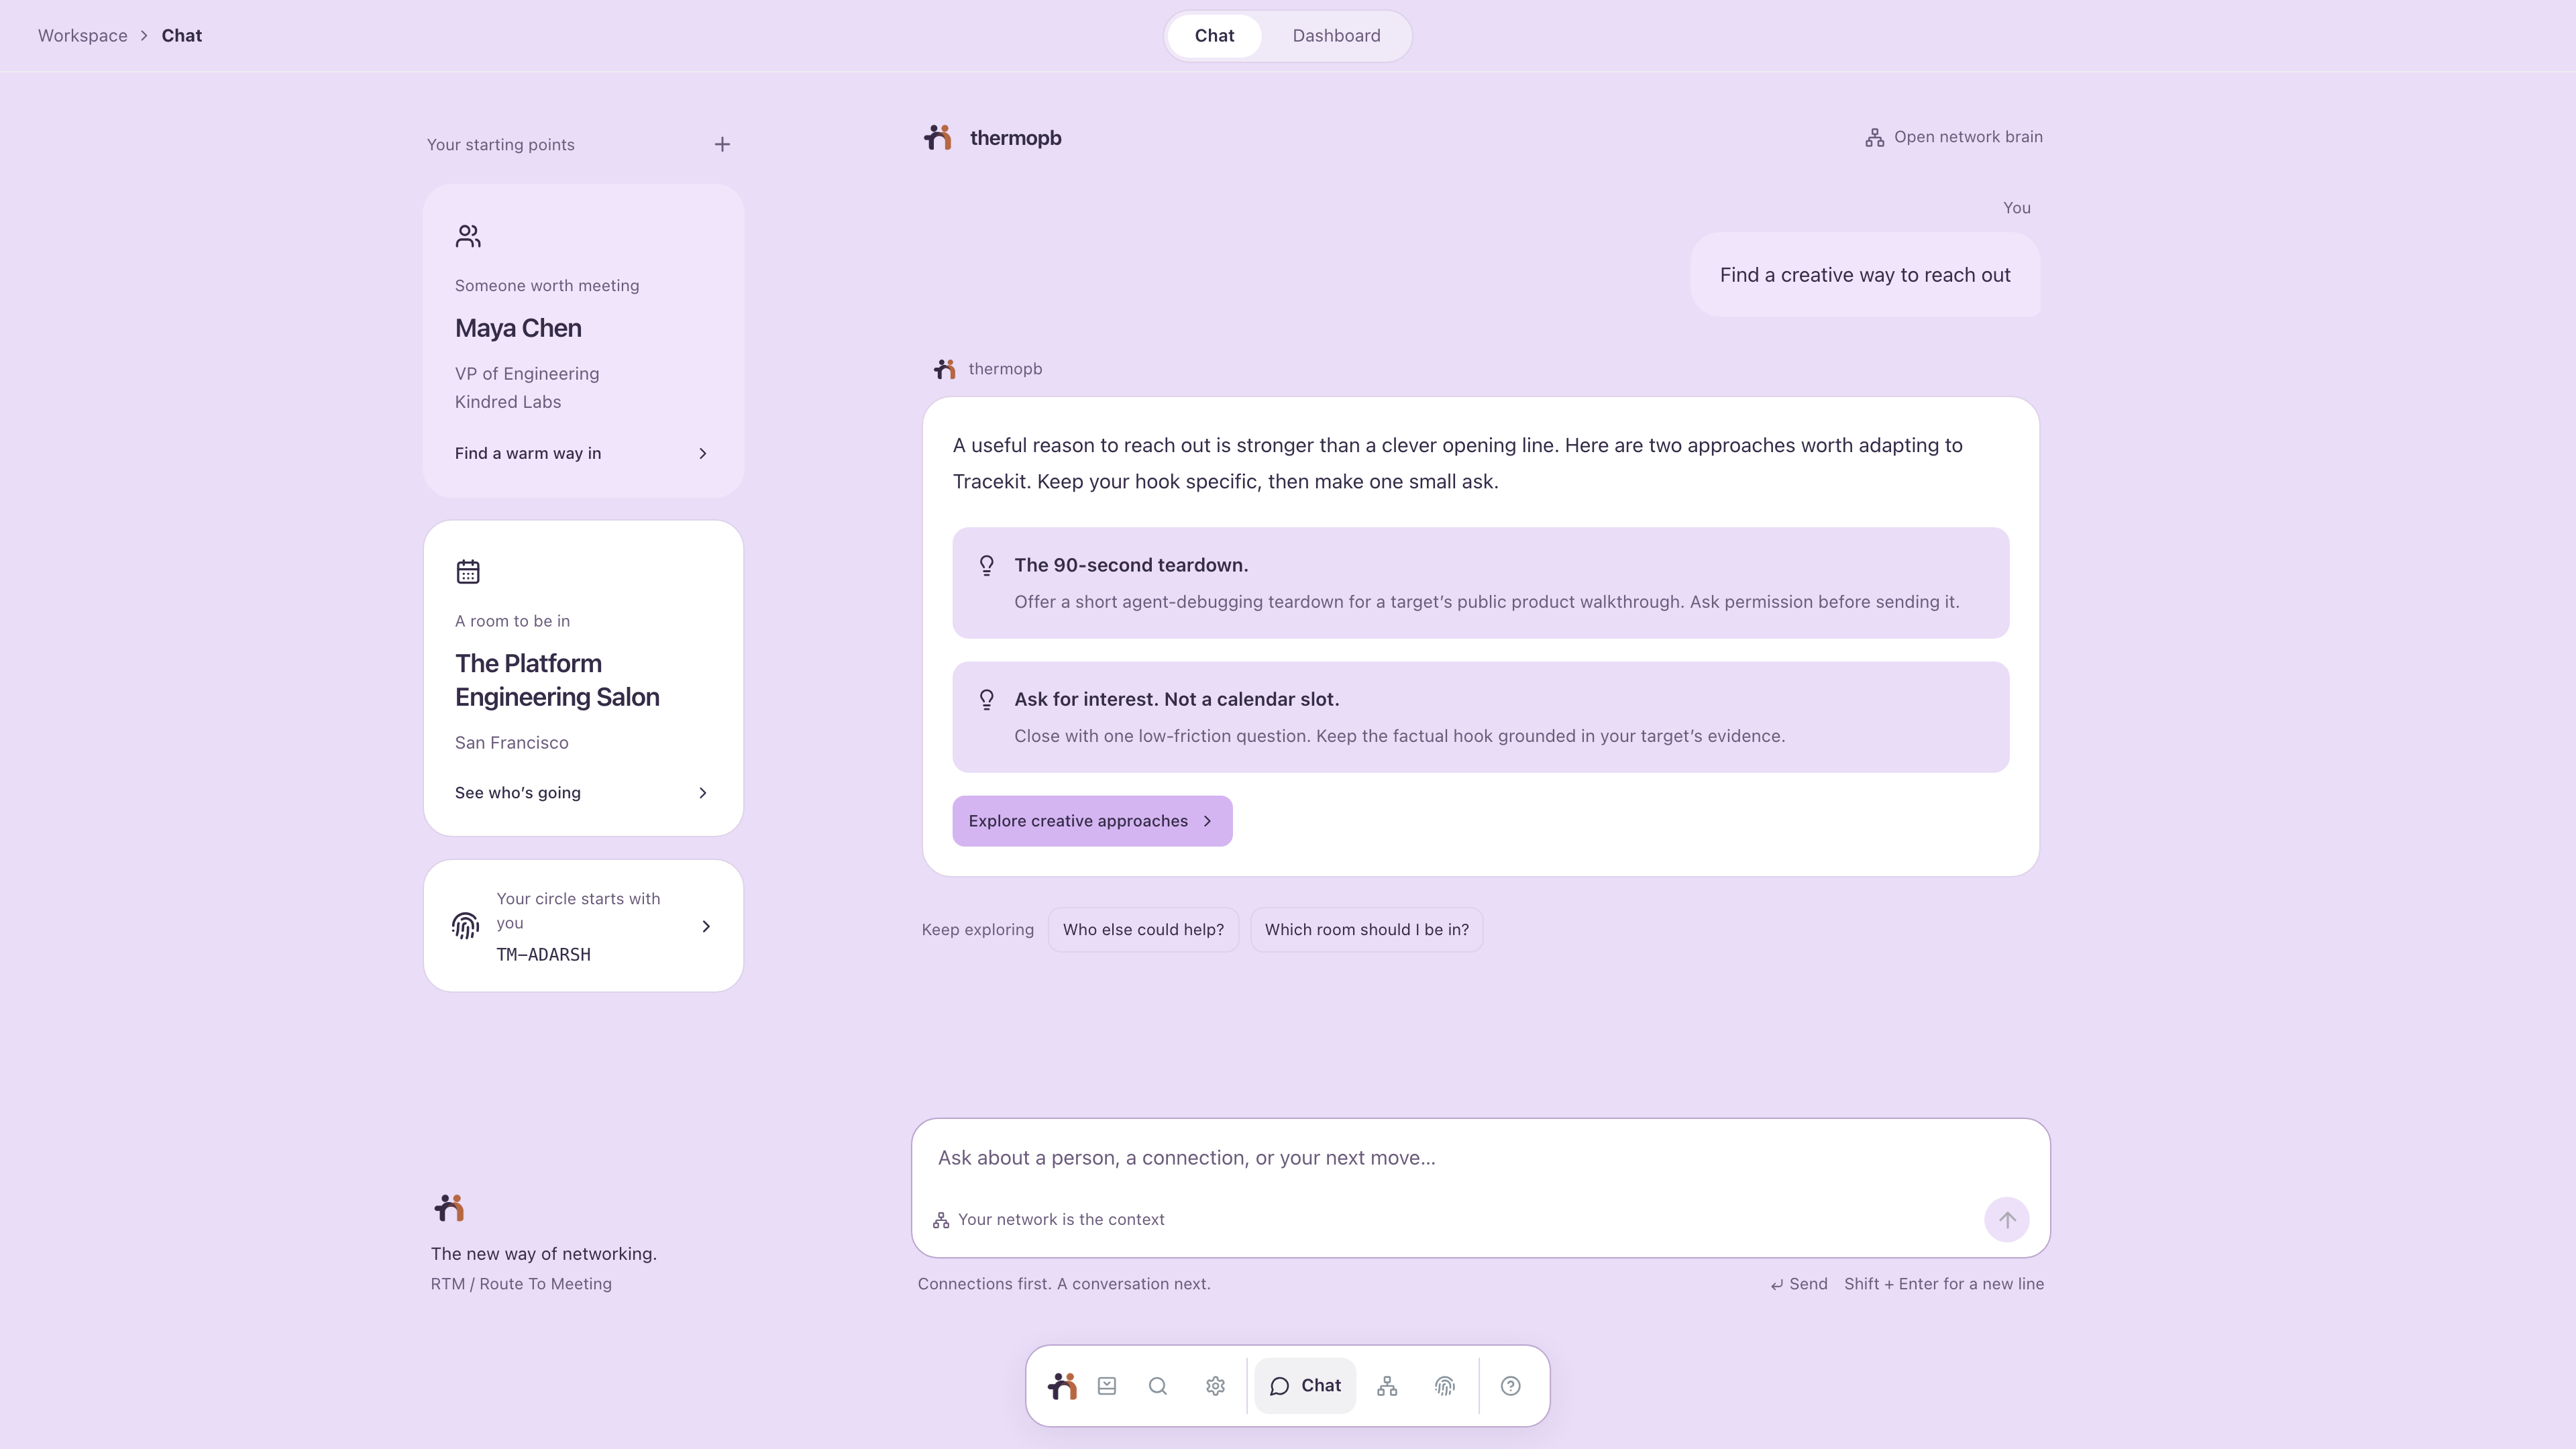 Workspace
Chat
Chat
Dashboard
Your starting points
Someone worth meeting
Maya Chen
VP of Engineering
Kindred Labs
Find a warm way in
A room to be in
The Platform
Engineering Salon
San Francisco
See who’s going
Your circle starts with
you
TM–ADARSH
The new way of networking.
RTM / Route To Meeting
thermopb
Open network brain
You
Find a creative way to reach out
thermopb
A useful reason to reach out is stronger than a clever opening line. Here are two approaches worth adapting to
Tracekit. Keep your hook specific, then make one small ask.
The 90-second teardown.
Offer a short agent-debugging teardown for a target’s public product walkthrough. Ask permission before sending it.
Ask for interest. Not a calendar slot.
Close with one low-friction question. Keep the factual hook grounded in your target’s evidence.
Explore creative approaches
Keep exploring
Who else could help?
Which room should I be in?
Ask about a person, a connection, or your next move...
Your network is the context
Connections first. A conversation next.
Send
Shift + Enter for a new line
Chat